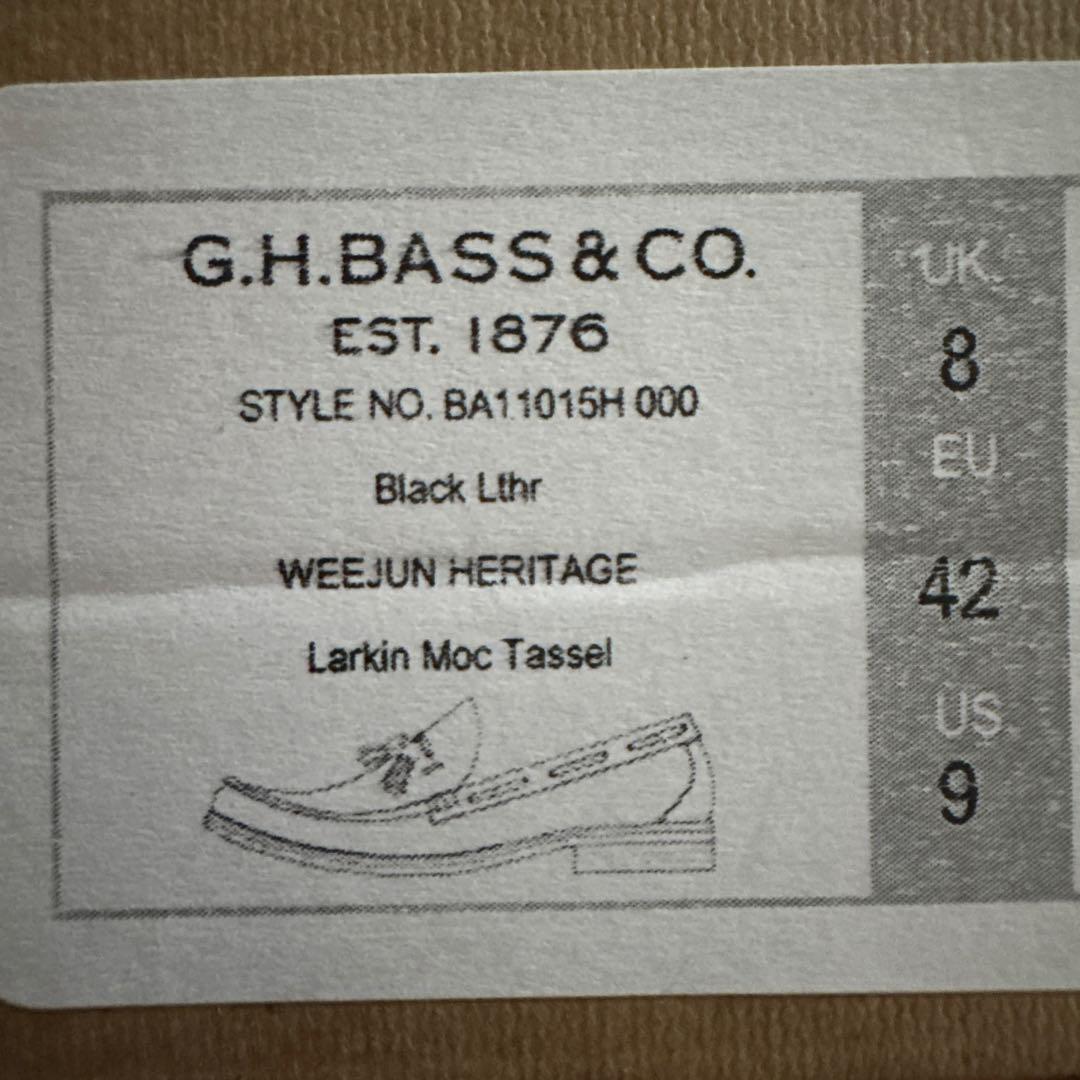 G.H.BASS & CO.
EST. 1876
STYLE NO. BA11015H 000
Black Lthr
WEEJUN HERITAGE
Larkin Moc Tassel
UK
8
EU
42
US
9